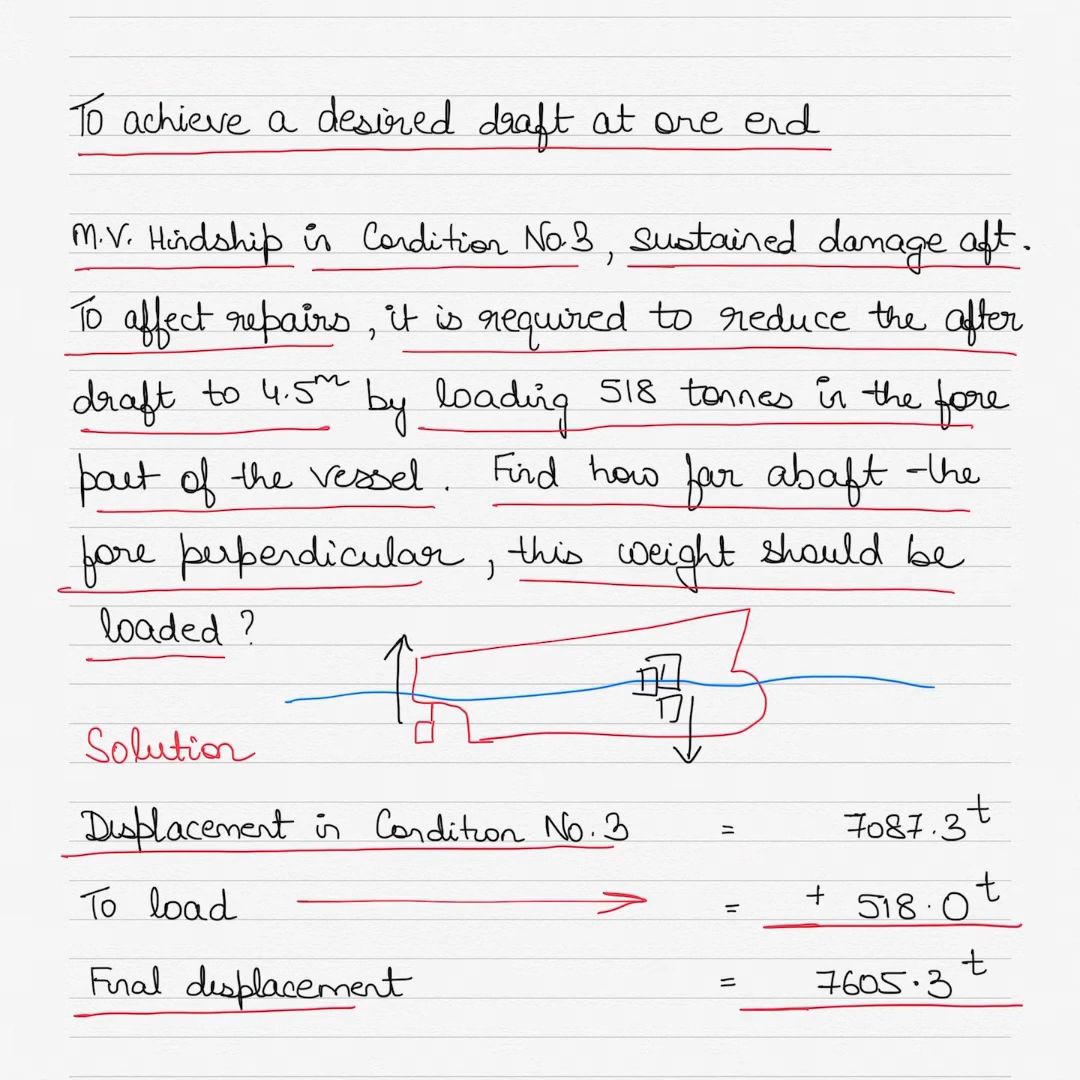 To achieve a desired draft at one end
M.V. Hindship in Condition No.3, sustained damage aft.
To affect repairs, it is required to reduce the after
draft to 4.5ᵐ by loading 518 tonnes in the fore
part of the vessel. Find how far abaft the
fore perpendicular, this weight should be
loaded?
Solution
Displacement in Condition No.3 = 7087.3ᵗ
To load = + 518.0ᵗ
Final displacement = 7605.3ᵗ